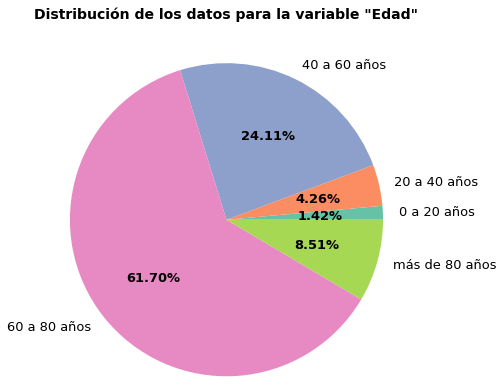 Distribución de los datos para la variable "Edad"
40 a 60 años
24.11%
20 a 40 años
4.26%
0 a 20 años
1.42%
8.51%
más de 80 años
61.70%
60 a 80 años